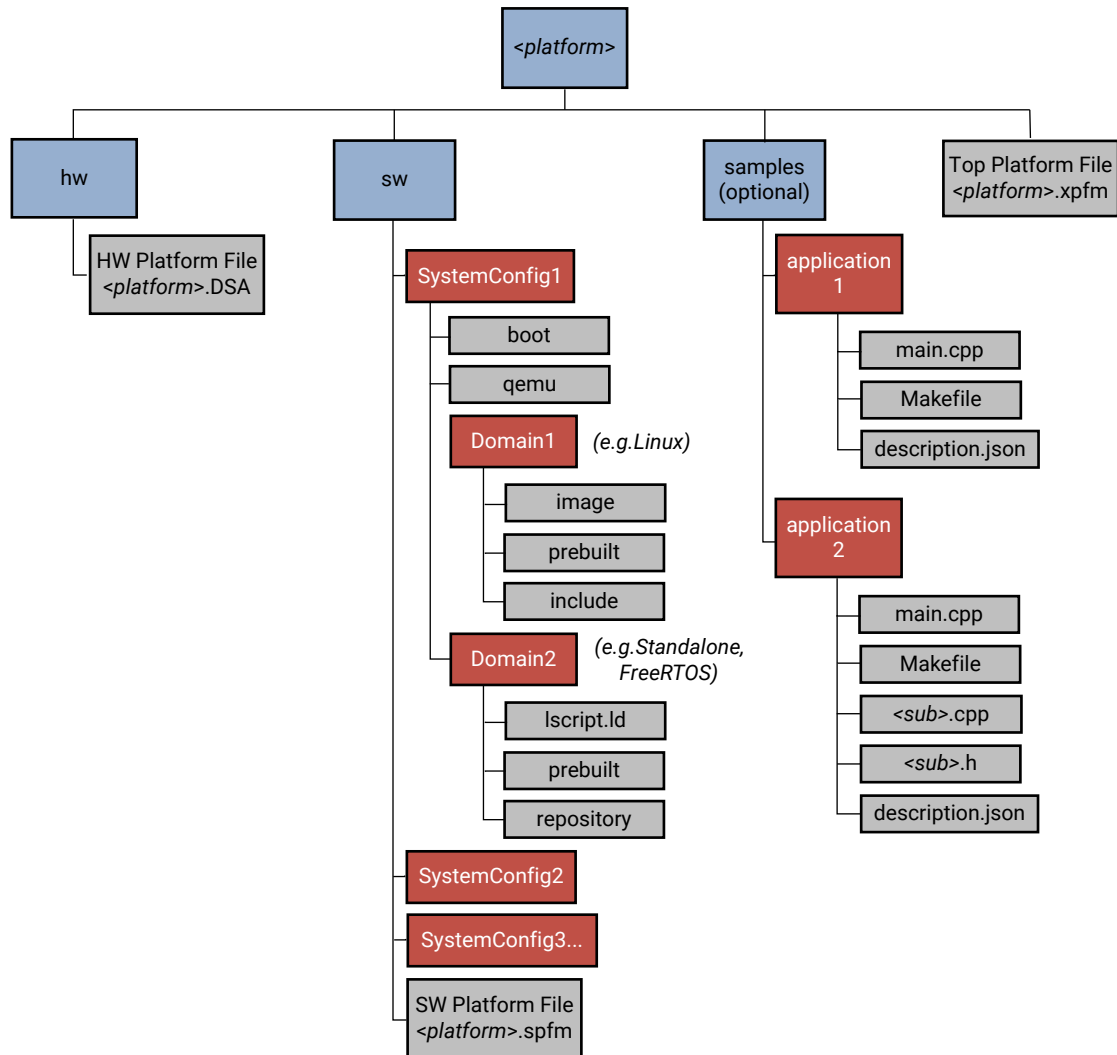 <platform>
hw
sw
samples
(optional)
Top Platform File
<platform>.xpfm
HW Platform File
<platform>.DSA
SystemConfig1
boot
qemu
Domain1
(e.g.Linux)
image
prebuilt
include
Domain2
(e.g.Standalone,
FreeRTOS)
lscript.ld
prebuilt
repository
SystemConfig2
SystemConfig3...
SW Platform File
<platform>.spfm
application
1
main.cpp
Makefile
description.json
application
2
main.cpp
Makefile
<sub>.cpp
<sub>.h
description.json